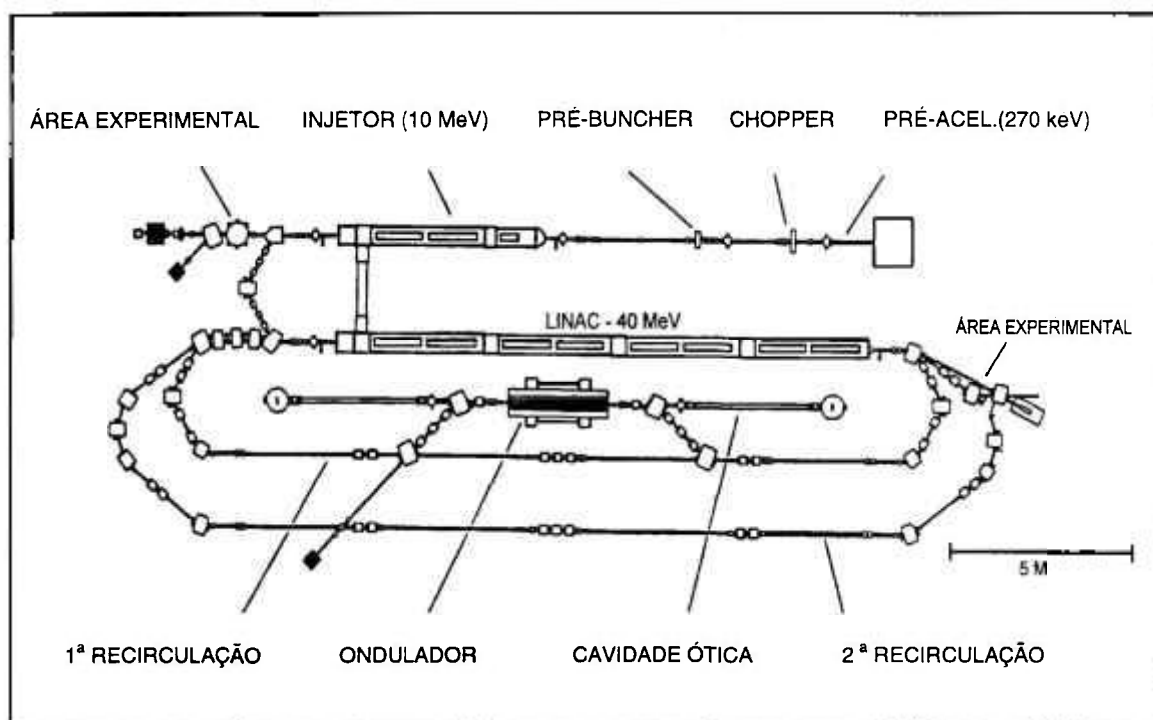 ÁREA EXPERIMENTAL INJETOR (10 MeV) PRÉ-BUNCHER CHOPPER PRÉ-ACEL.(270 keV)
LINAC - 40 MeV
ÁREA EXPERIMENTAL
5 M
1ª RECIRCULAÇÃO ONDULADOR CAVIDADE ÓTICA 2ª RECIRCULAÇÃO